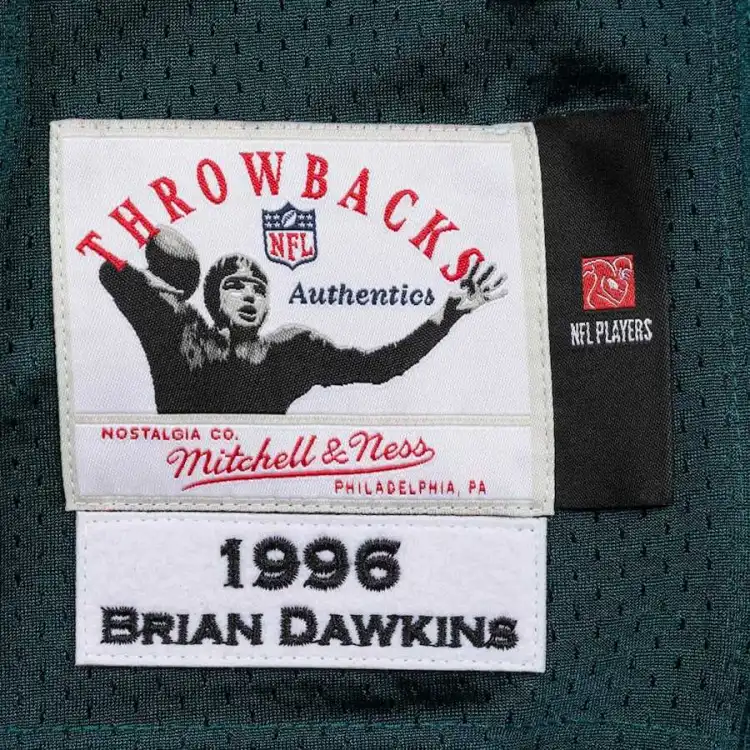 THROWBACKS
NFL
Authentics
NFL PLAYERS
NOSTALGIA CO.
Mitchell & Ness
PHILADELPHIA, PA
1996
BRIAN DAWKINS